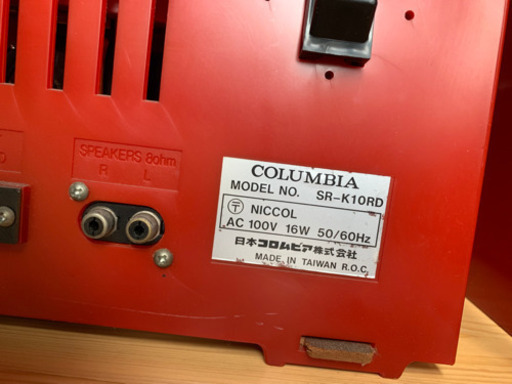 SPEAKERS 8ohm
R L
COLUMBIA
MODEL NO. SR-K10RD
〒 NICCOL
AC 100V 16W 50/60Hz
日本コロムビア株式会社
MADE IN TAIWAN R.O.C.